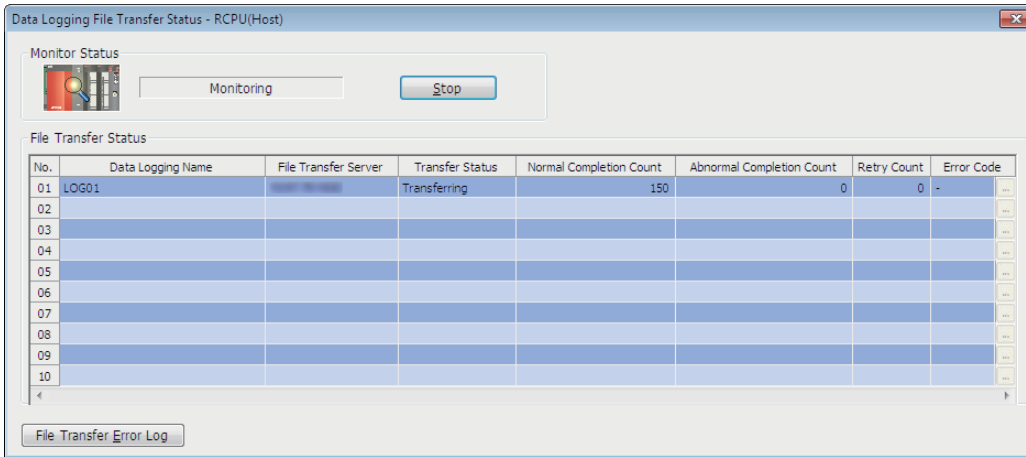 Data Logging File Transfer Status - RCPU(Host)
Monitor Status
Monitoring
Stop
File Transfer Status
No. Data Logging Name File Transfer Server Transfer Status Normal Completion Count Abnormal Completion Count Retry Count Error Code
01 LOG01 Transferring 150 0 0 - ...
02 ...
03 ...
04 ...
05 ...
06 ...
07 ...
08 ...
09 ...
10 ...
File Transfer Error Log